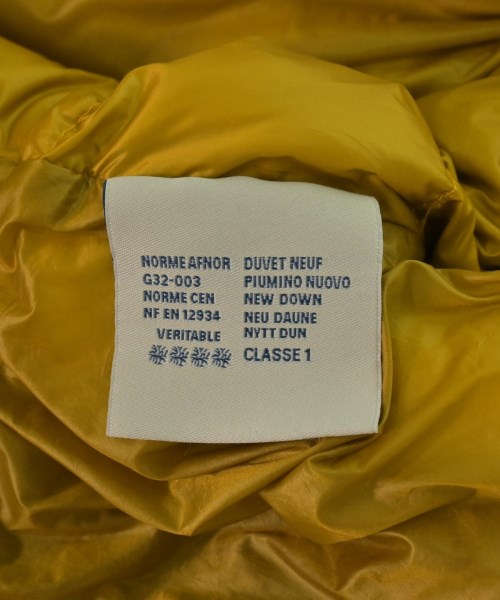 NORME AFNOR
G32-003
NORME CEN
NF EN 12934
VERITABLE
DUVET NEUF
PIUMINO NUOVO
NEW DOWN
NEU DAUNE
NYTT DUN
CLASSE 1